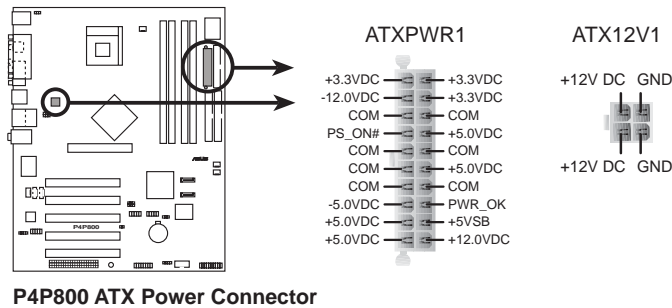 ATXPWR1
ATX12V1
+3.3VDC +3.3VDC
-12.0VDC +3.3VDC
COM COM
PS_ON# +5.0VDC
COM COM
COM +5.0VDC
COM COM
-5.0VDC PWR_OK
+5.0VDC +5VSB
+5.0VDC +12.0VDC
+12V DC GND
+12V DC GND
P4P800
P4P800 ATX Power Connector